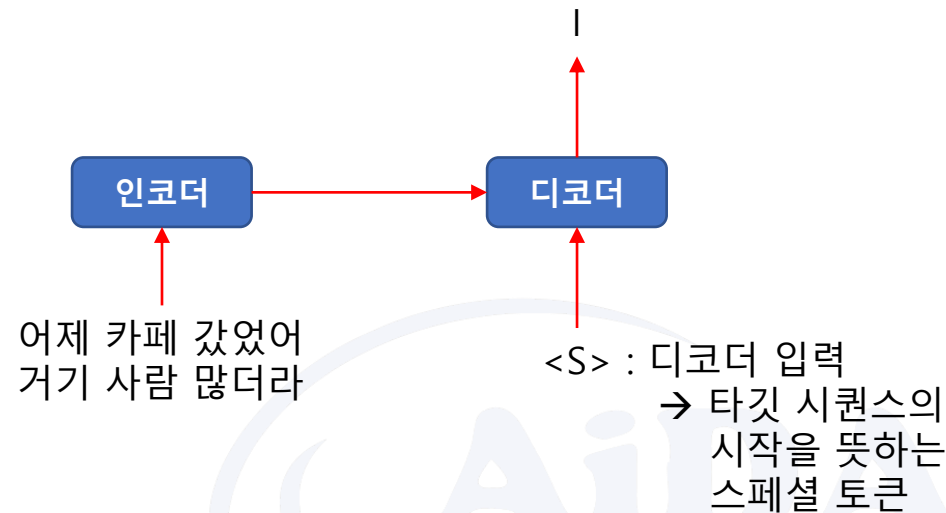 I
인코더
디코더
어제 카페 갔었어
거기 사람 많더라
<S> : 디코더 입력
→ 타깃 시퀀스의
시작을 뜻하는
스페셜 토큰